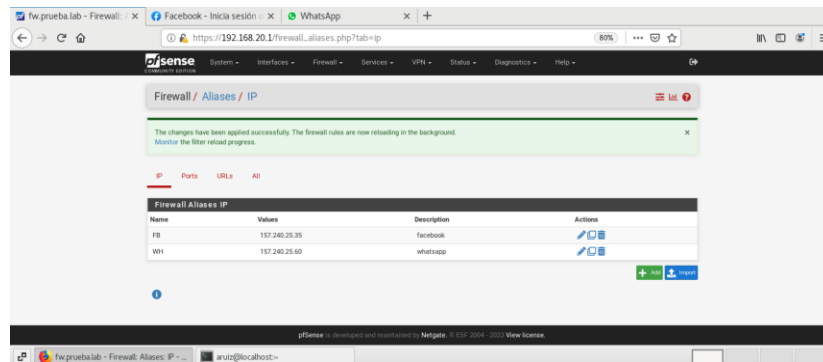 fw.prueba.lab - Firewall: / Facebook - Inicia sesión WhatsApp
https://192.168.20.1/firewall_aliases.php?tab=ip 80%
pfsense System Interfaces Firewall Services VPN Status Diagnostics Help
COMMUNITY EDITION
Firewall / Aliases / IP
The changes have been applied successfully. The firewall rules are now reloading in the background.
Monitor the filter reload progress.
IP Ports URLs All
Firewall Aliases IP
Name Values Description Actions
FB 157.240.25.35 facebook
WH 157.240.25.60 whatsapp
Add Import
pfSense is developed and maintained by Netgate. © ESF 2004 - 2023 View license.
fw.prueba.lab - Firewall: Aliases: IP - ... aruiz@localhost:~